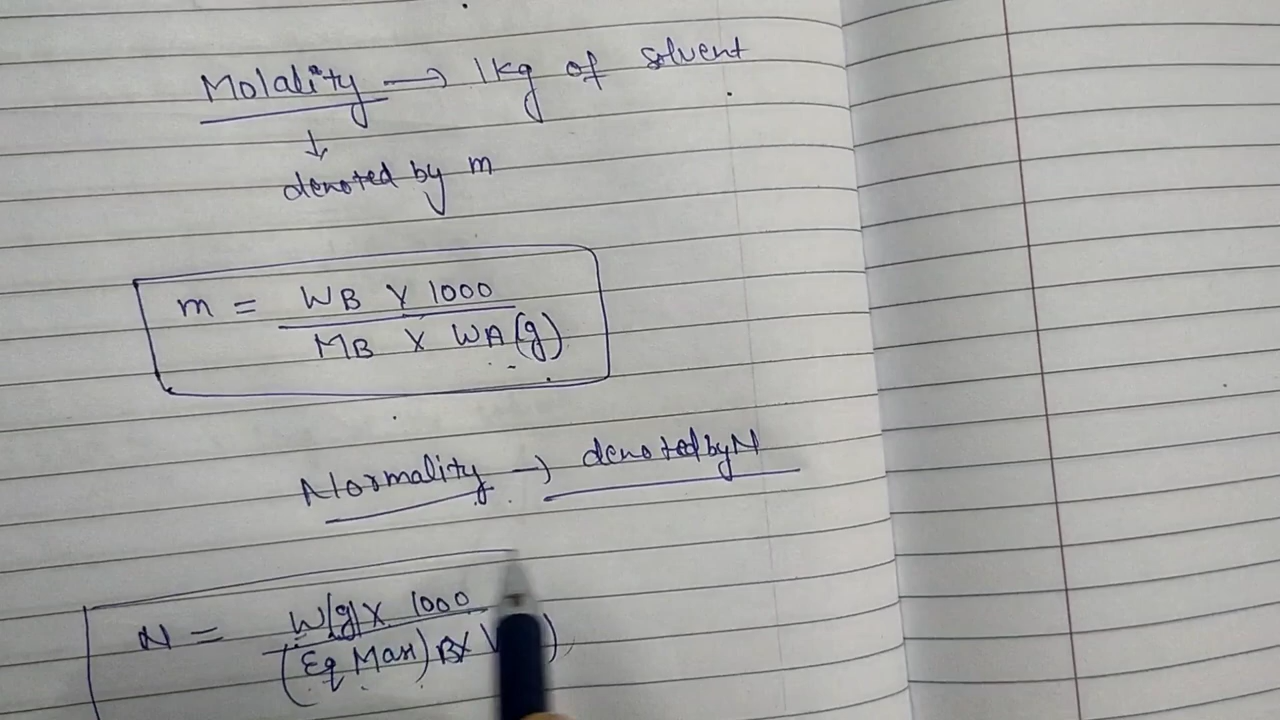 Molality → 1kg of solvent
↓
denoted by m
m = WB × 1000
MB × WA(g)
Normality → denoted by N
N = W(g) × 1000
(Eq Mass)B×